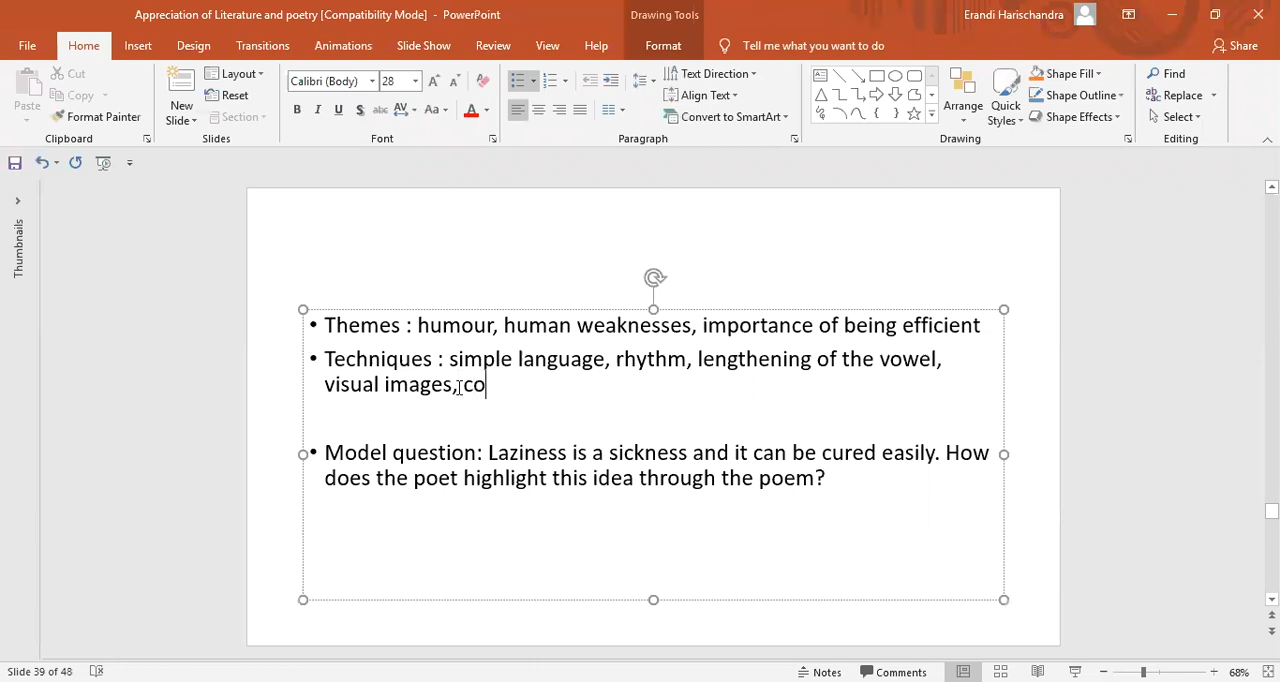 Appreciation of Literature and poetry [Compatibility Mode] - PowerPoint
Drawing Tools
Erandi Harischandra
File Home Insert Design Transitions Animations Slide Show Review View Help Format Tell me what you want to do Share
Paste
Cut
Copy
Format Painter
Clipboard
New Slide
Layout
Reset
Section
Slides
Calibri (Body) 28
B I U S abc AV Aa A
Font
Text Direction
Align Text
Convert to SmartArt
Paragraph
Arrange
Quick Styles
Shape Fill
Shape Outline
Shape Effects
Drawing
Find
Replace
Select
Editing
Thumbnails
• Themes : humour, human weaknesses, importance of being efficient
• Techniques : simple language, rhythm, lengthening of the vowel,
visual images, co
• Model question: Laziness is a sickness and it can be cured easily. How
does the poet highlight this idea through the poem?
Slide 39 of 48
Notes
Comments
68%